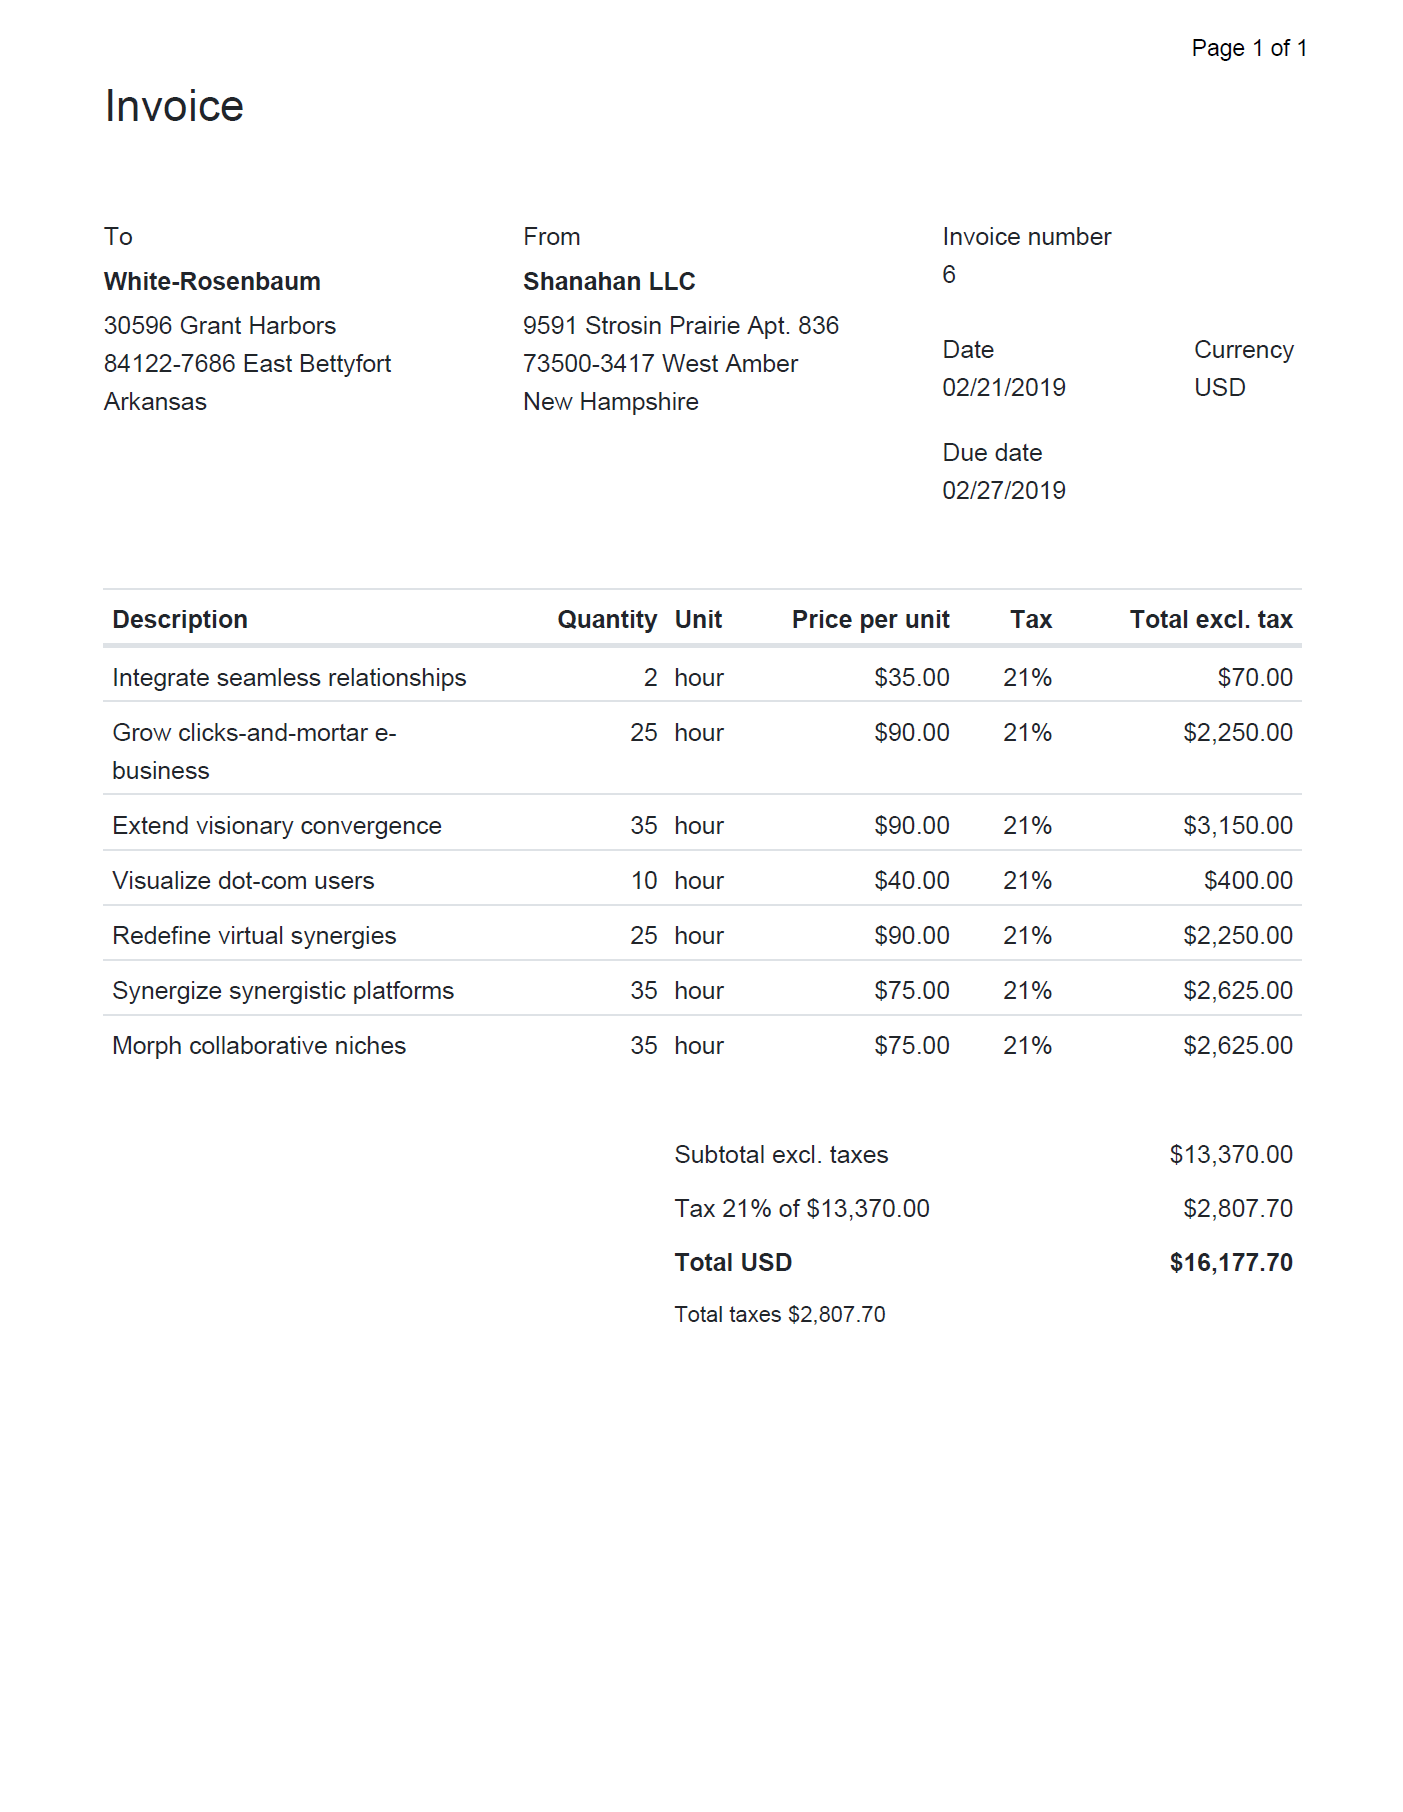 Page 1 of 1
Invoice
To
White-Rosenbaum
30596 Grant Harbors
84122-7686 East Bettyfort
Arkansas
From
Shanahan LLC
9591 Strosin Prairie Apt. 836
73500-3417 West Amber
New Hampshire
Invoice number
6
Date
02/21/2019
Currency
USD
Due date
02/27/2019
Description Quantity Unit Price per unit Tax Total excl. tax
Integrate seamless relationships 2 hour $35.00 21% $70.00
Grow clicks-and-mortar e- 25 hour $90.00 21% $2,250.00
business
Extend visionary convergence 35 hour $90.00 21% $3,150.00
Visualize dot-com users 10 hour $40.00 21% $400.00
Redefine virtual synergies 25 hour $90.00 21% $2,250.00
Synergize synergistic platforms 35 hour $75.00 21% $2,625.00
Morph collaborative niches 35 hour $75.00 21% $2,625.00
Subtotal excl. taxes $13,370.00
Tax 21% of $13,370.00 $2,807.70
Total USD $16,177.70
Total taxes $2,807.70